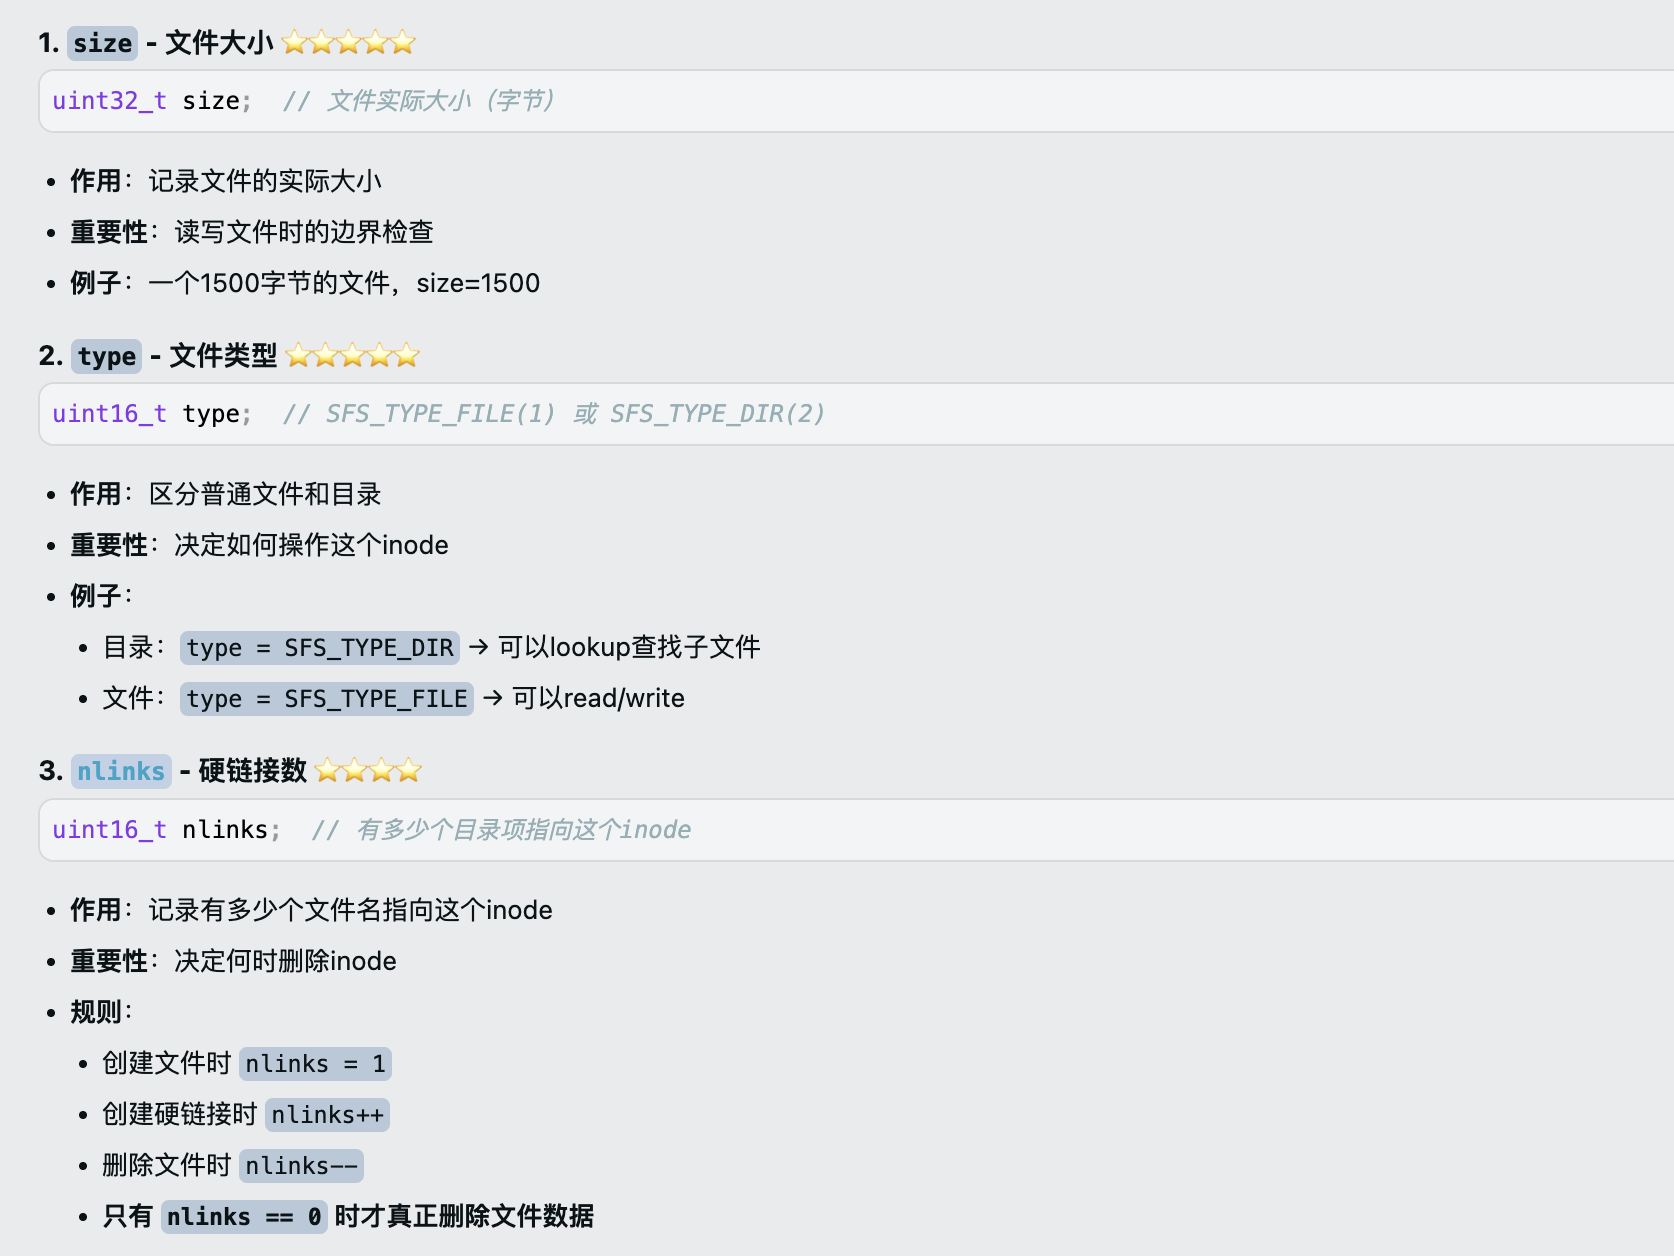 1. size - 文件大小 ⭐⭐⭐⭐⭐
uint32_t size;  // 文件实际大小（字节）
• 作用：记录文件的实际大小
• 重要性：读写文件时的边界检查
• 例子：一个1500字节的文件，size=1500
2. type - 文件类型 ⭐⭐⭐⭐⭐
uint16_t type;  // SFS_TYPE_FILE(1) 或 SFS_TYPE_DIR(2)
• 作用：区分普通文件和目录
• 重要性：决定如何操作这个inode
• 例子：
• 目录：type = SFS_TYPE_DIR → 可以lookup查找子文件
• 文件：type = SFS_TYPE_FILE → 可以read/write
3. nlinks - 硬链接数 ⭐⭐⭐⭐
uint16_t nlinks;  // 有多少个目录项指向这个inode
• 作用：记录有多少个文件名指向这个inode
• 重要性：决定何时删除inode
• 规则：
• 创建文件时 nlinks = 1
• 创建硬链接时 nlinks++
• 删除文件时 nlinks--
• 只有 nlinks == 0 时才真正删除文件数据